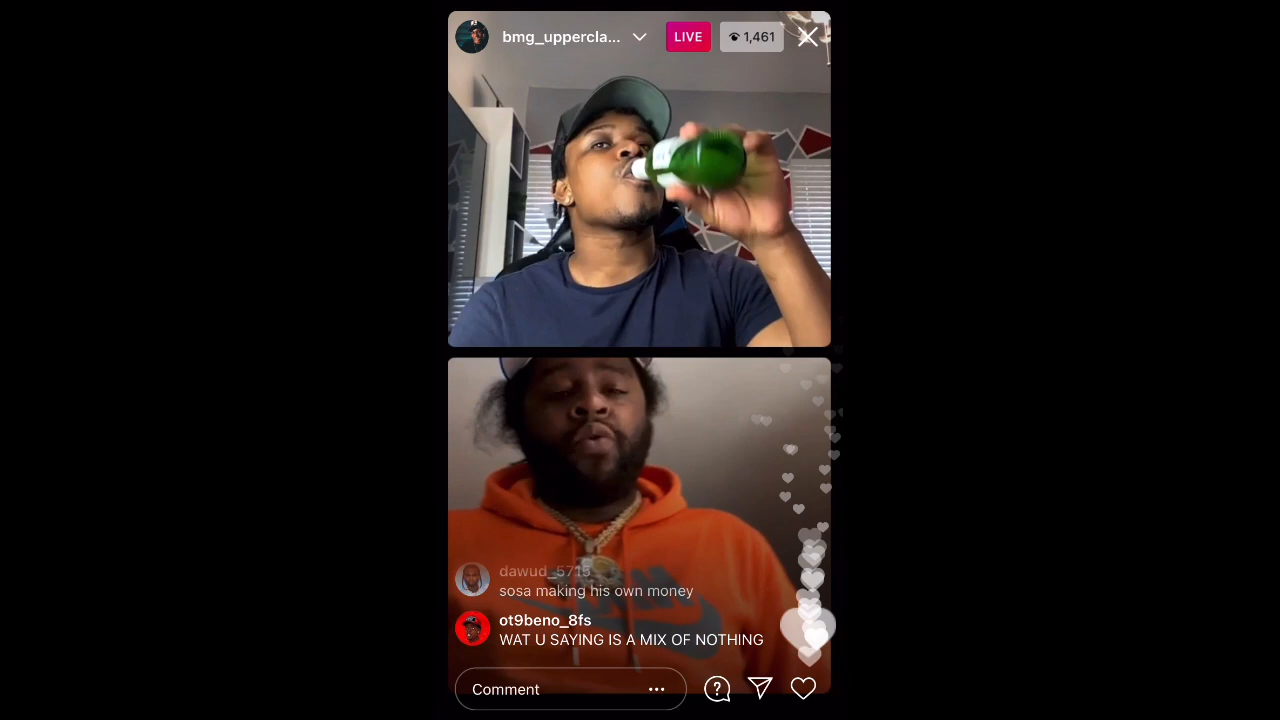 bmg_uppercla...
LIVE
1,461
dawud_5715
sosa making his own money
ot9beno_8fs
WAT U SAYING IS A MIX OF NOTHING
Comment